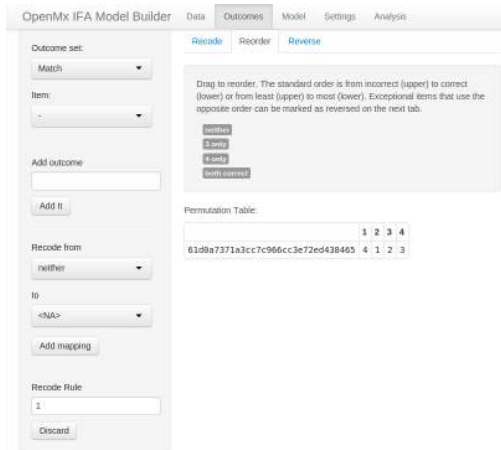 OpenMx IFA Model Builder Data Outcomes Model Settings Analysis
Outcome set:
Match
Item:
-
Add outcome
Add It
Recode from
neither
to
<NA>
Add mapping
Recode Rule
1
Discard
Recode Reorder Reverse
Drag to reorder. The standard order is from incorrect (upper) to correct
(lower) or from least (upper) to most (lower). Exceptional items that use the
opposite order can be marked as reversed on the next tab.
neither
3 only
4 only
both correct
Permutation Table:
1 2 3 4
61d0a7371a3cc7c966cc3e72ed438465 4 1 2 3